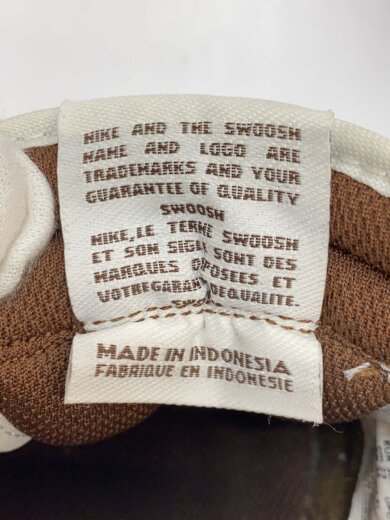 NIKE AND THE SWOOSH
NAME AND LOGO ARE
TRADEMARKS AND YOUR
GUARANTEE OF QUALITY
SWOOSH
NIKE, LE TERME SWOOSH
ET SON SIGLE SONT DES
MARQUES DEPOSEES ET
VOTRE GARANTIE DE QUALITE.
MADE IN INDONESIA
FABRIQUE EN INDONESIE